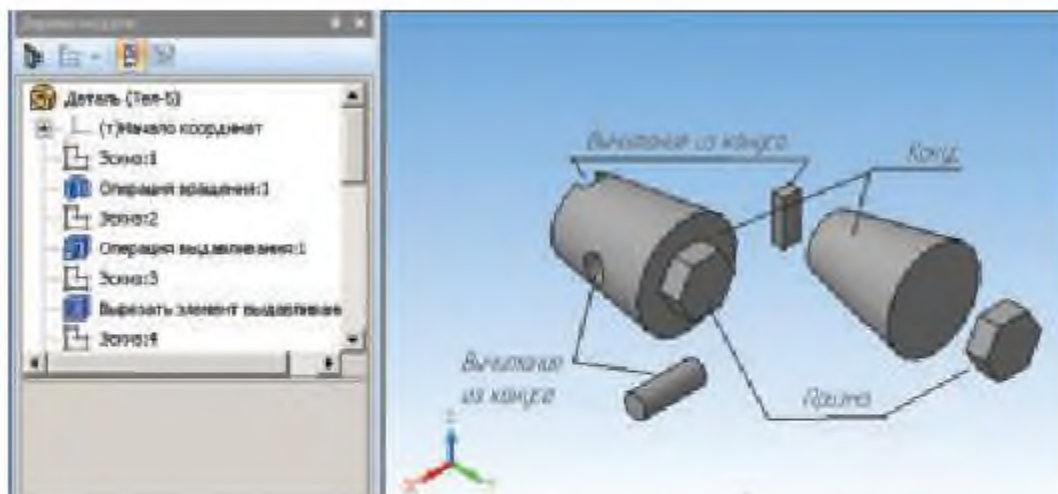 Деталь (Тел-5)
(т)Начало координат
Эскиз:1
Операция вращения:1
Эскиз:2
Операция выдавливания:1
Эскиз:3
Вырезать элемент выдавливани
Эскиз:4
Вычитание из конуса
Конус
Вычитание
из конуса
Призма
Z
X
Y